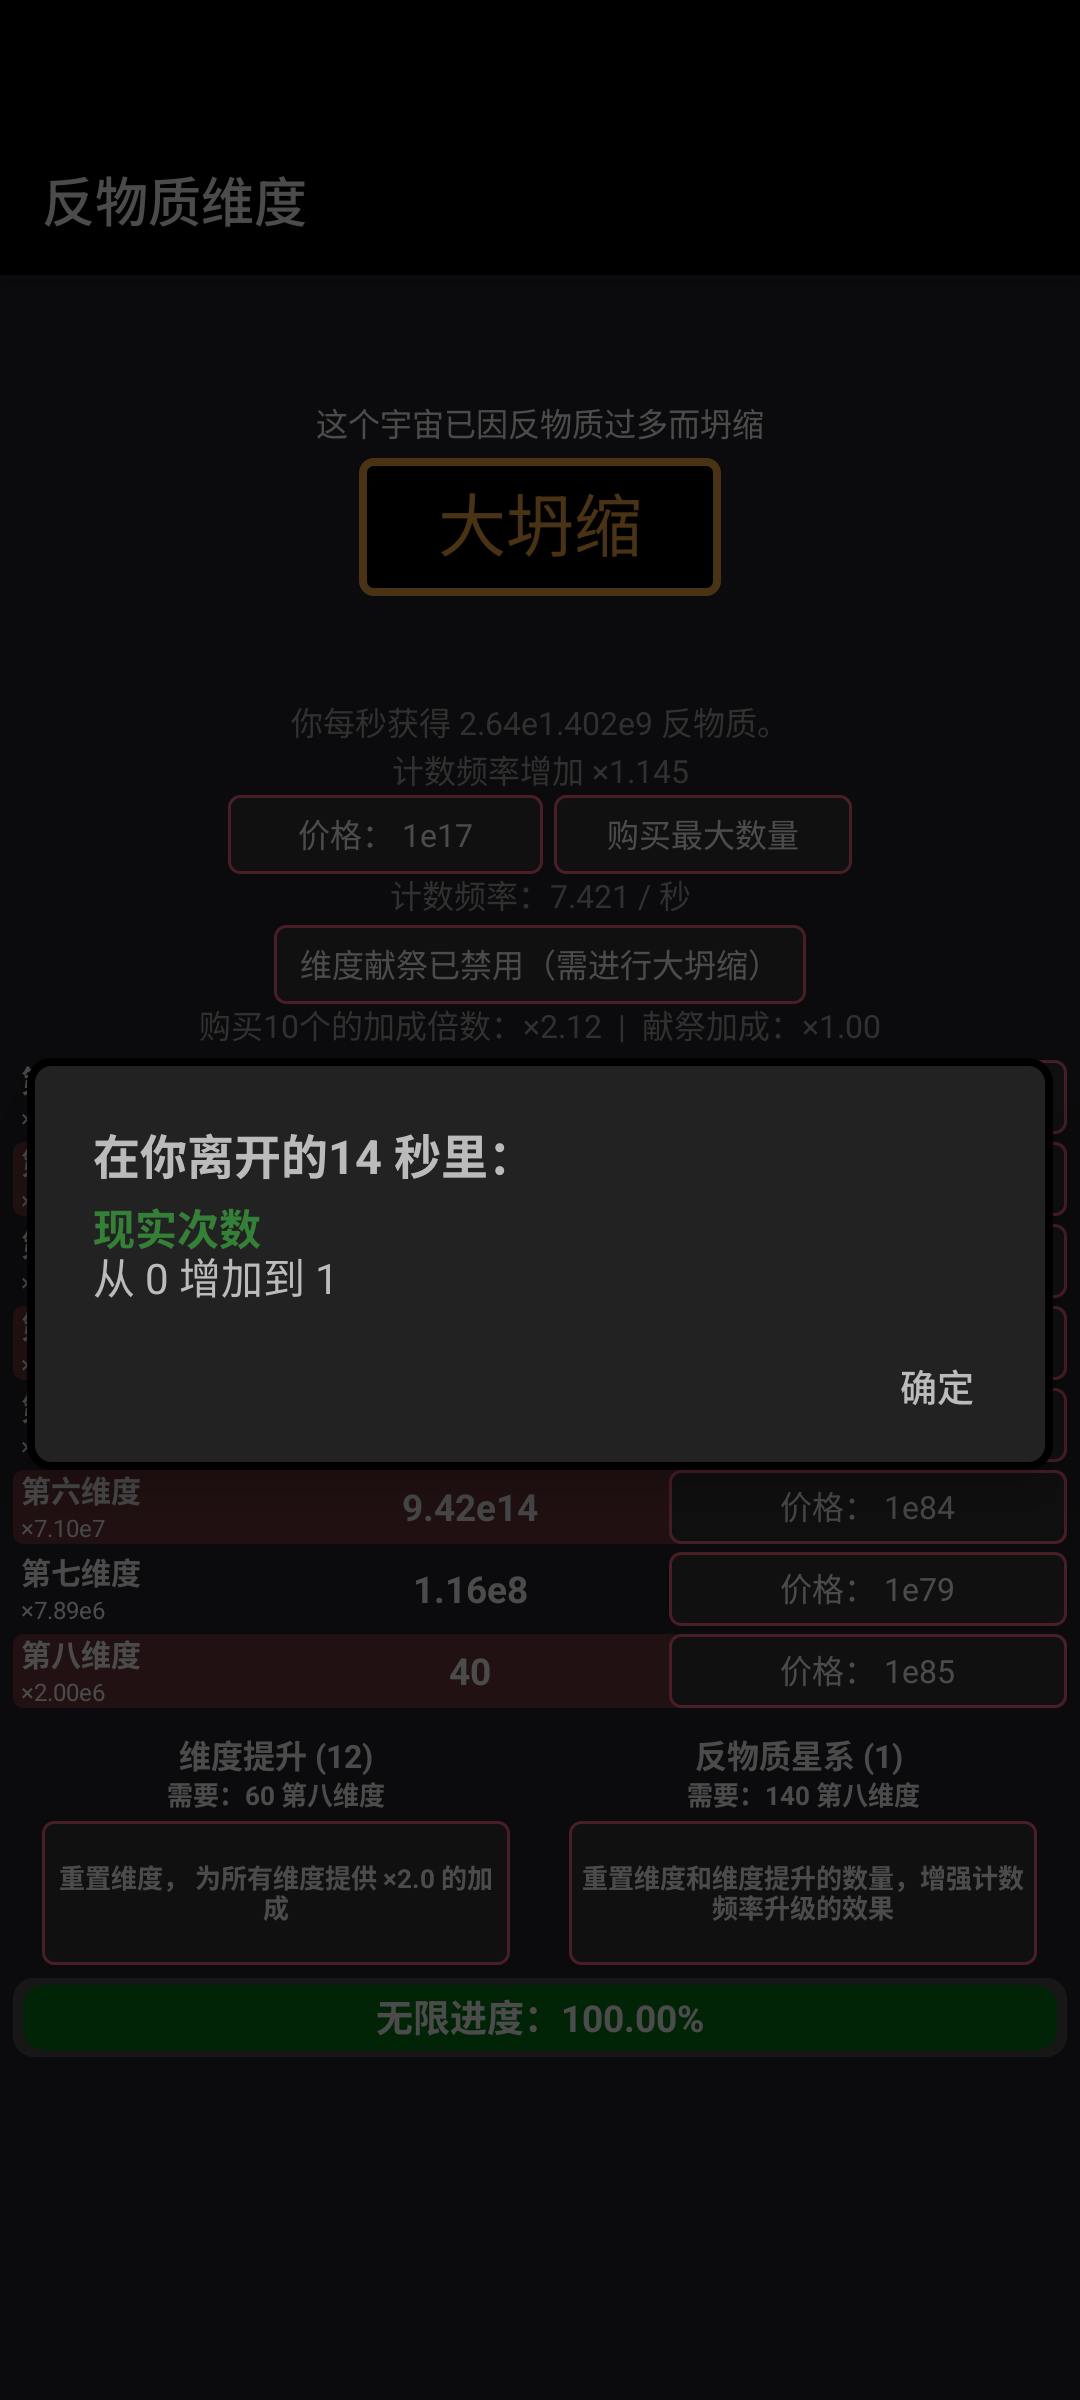 反物质维度
这个宇宙已因反物质过多而坍缩
大坍缩
你每秒获得 2.64e1.402e9 反物质。
计数频率增加 ×1.145
价格： 1e17
购买最大数量
计数频率：7.421 / 秒
维度献祭已禁用（需进行大坍缩）
购买10个的加成倍数：×2.12 | 献祭加成：×1.00
在你离开的14 秒里：
现实次数
从 0 增加到 1
确定
第六维度
×7.10e7
9.42e14
价格： 1e84
第七维度
×7.89e6
1.16e8
价格： 1e79
第八维度
×2.00e6
40
价格： 1e85
维度提升 (12)
需要：60 第八维度
重置维度， 为所有维度提供 ×2.0 的加
成
反物质星系 (1)
需要：140 第八维度
重置维度和维度提升的数量，增强计数
频率升级的效果
无限进度：100.00%